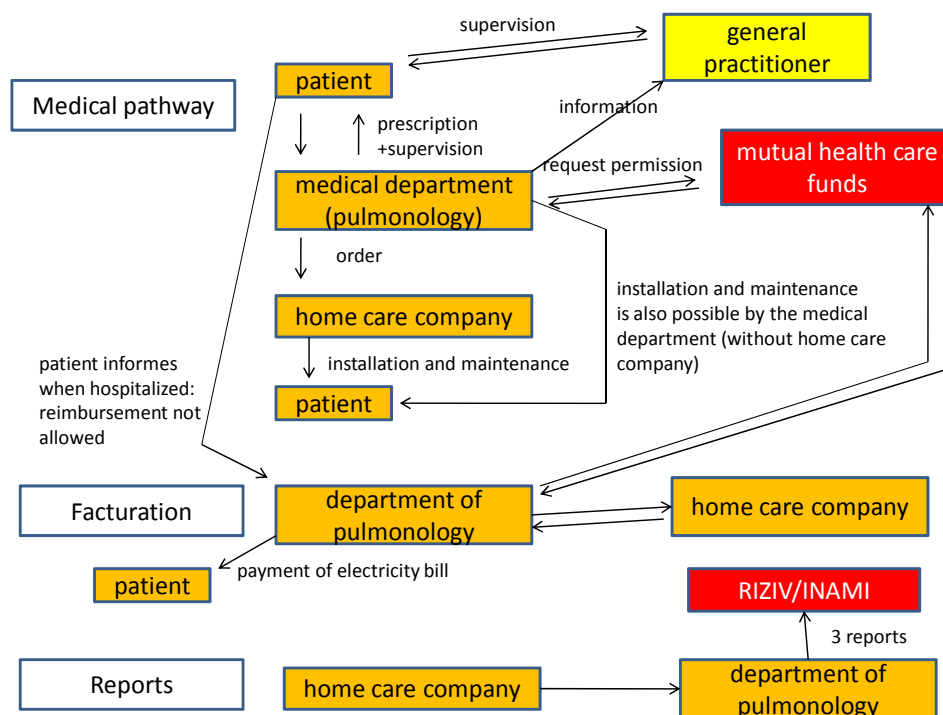 supervision
general
practitioner
patient
Medical pathway
prescription
+supervision
information
request permission
mutual health care
funds
medical department
(pulmonology)
order
installation and maintenance
is also possible by the medical
department (without home care
company)
home care company
installation and maintenance
patient informes
when hospitalized:
reimbursement not
allowed
patient
Facturation
department of
pulmonology
home care company
payment of electricity bill
patient
RIZIV/INAMI
3 reports
Reports
home care company
department of
pulmonology